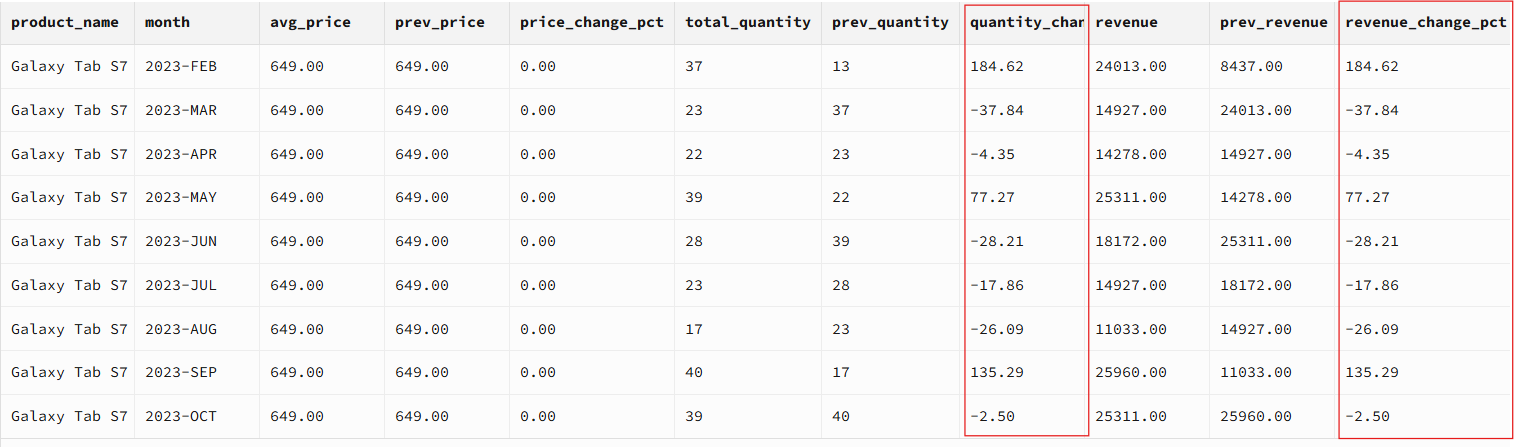 product_name month avg_price prev_price price_change_pct total_quantity prev_quantity quantity_chan revenue prev_revenue revenue_change_pct
Galaxy Tab S7 2023-FEB 649.00 649.00 0.00 37 13 184.62 24013.00 8437.00 184.62
Galaxy Tab S7 2023-MAR 649.00 649.00 0.00 23 37 -37.84 14927.00 24013.00 -37.84
Galaxy Tab S7 2023-APR 649.00 649.00 0.00 22 23 -4.35 14278.00 14927.00 -4.35
Galaxy Tab S7 2023-MAY 649.00 649.00 0.00 39 22 77.27 25311.00 14278.00 77.27
Galaxy Tab S7 2023-JUN 649.00 649.00 0.00 28 39 -28.21 18172.00 25311.00 -28.21
Galaxy Tab S7 2023-JUL 649.00 649.00 0.00 23 28 -17.86 14927.00 18172.00 -17.86
Galaxy Tab S7 2023-AUG 649.00 649.00 0.00 17 23 -26.09 11033.00 14927.00 -26.09
Galaxy Tab S7 2023-SEP 649.00 649.00 0.00 40 17 135.29 25960.00 11033.00 135.29
Galaxy Tab S7 2023-OCT 649.00 649.00 0.00 39 40 -2.50 25311.00 25960.00 -2.50